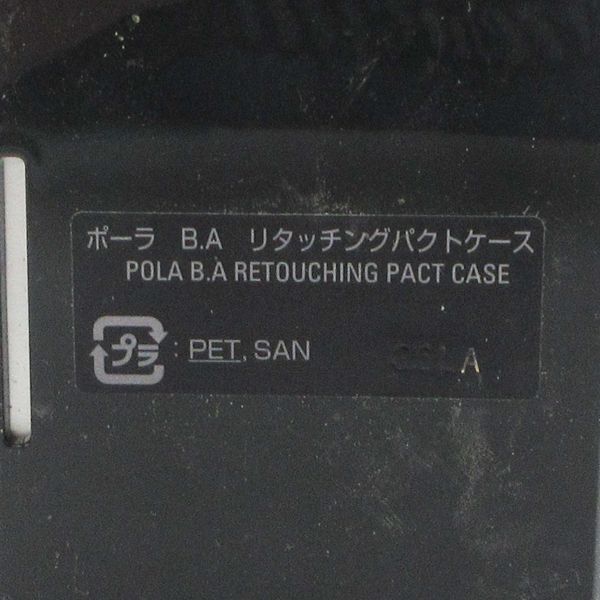 ポーラ B.A リタッチングパクトケース
POLA B.A RETOUCHING PACT CASE
プラ : PET, SAN